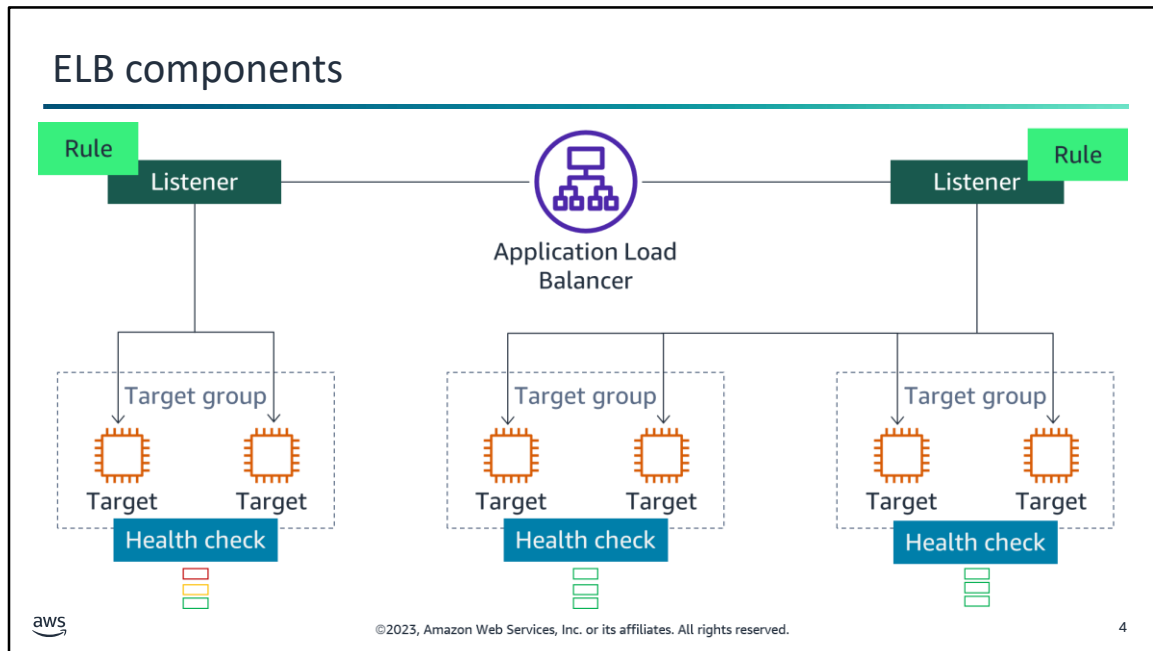 ELB components
Rule
Listener
Application Load
Balancer
Listener
Rule
Target group
Target Target
Health check
Target group
Target Target
Health check
Target group
Target Target
Health check
aws
©2023, Amazon Web Services, Inc. or its affiliates. All rights reserved.
4